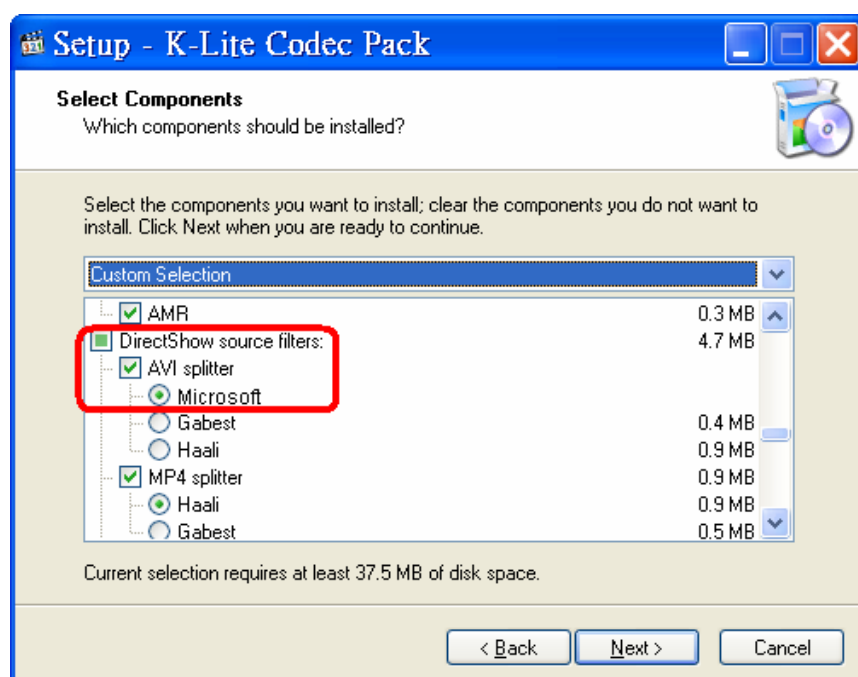 Setup - K-Lite Codec Pack
Select Components
Which components should be installed?
Select the components you want to install; clear the components you do not want to
install. Click Next when you are ready to continue.
Custom Selection
AMR 0.3 MB
DirectShow source filters: 4.7 MB
AVI splitter
Microsoft
Gabest 0.4 MB
Haali 0.9 MB
MP4 splitter 0.9 MB
Haali 0.9 MB
Gabest 0.5 MB
Current selection requires at least 37.5 MB of disk space.
< Back Next > Cancel